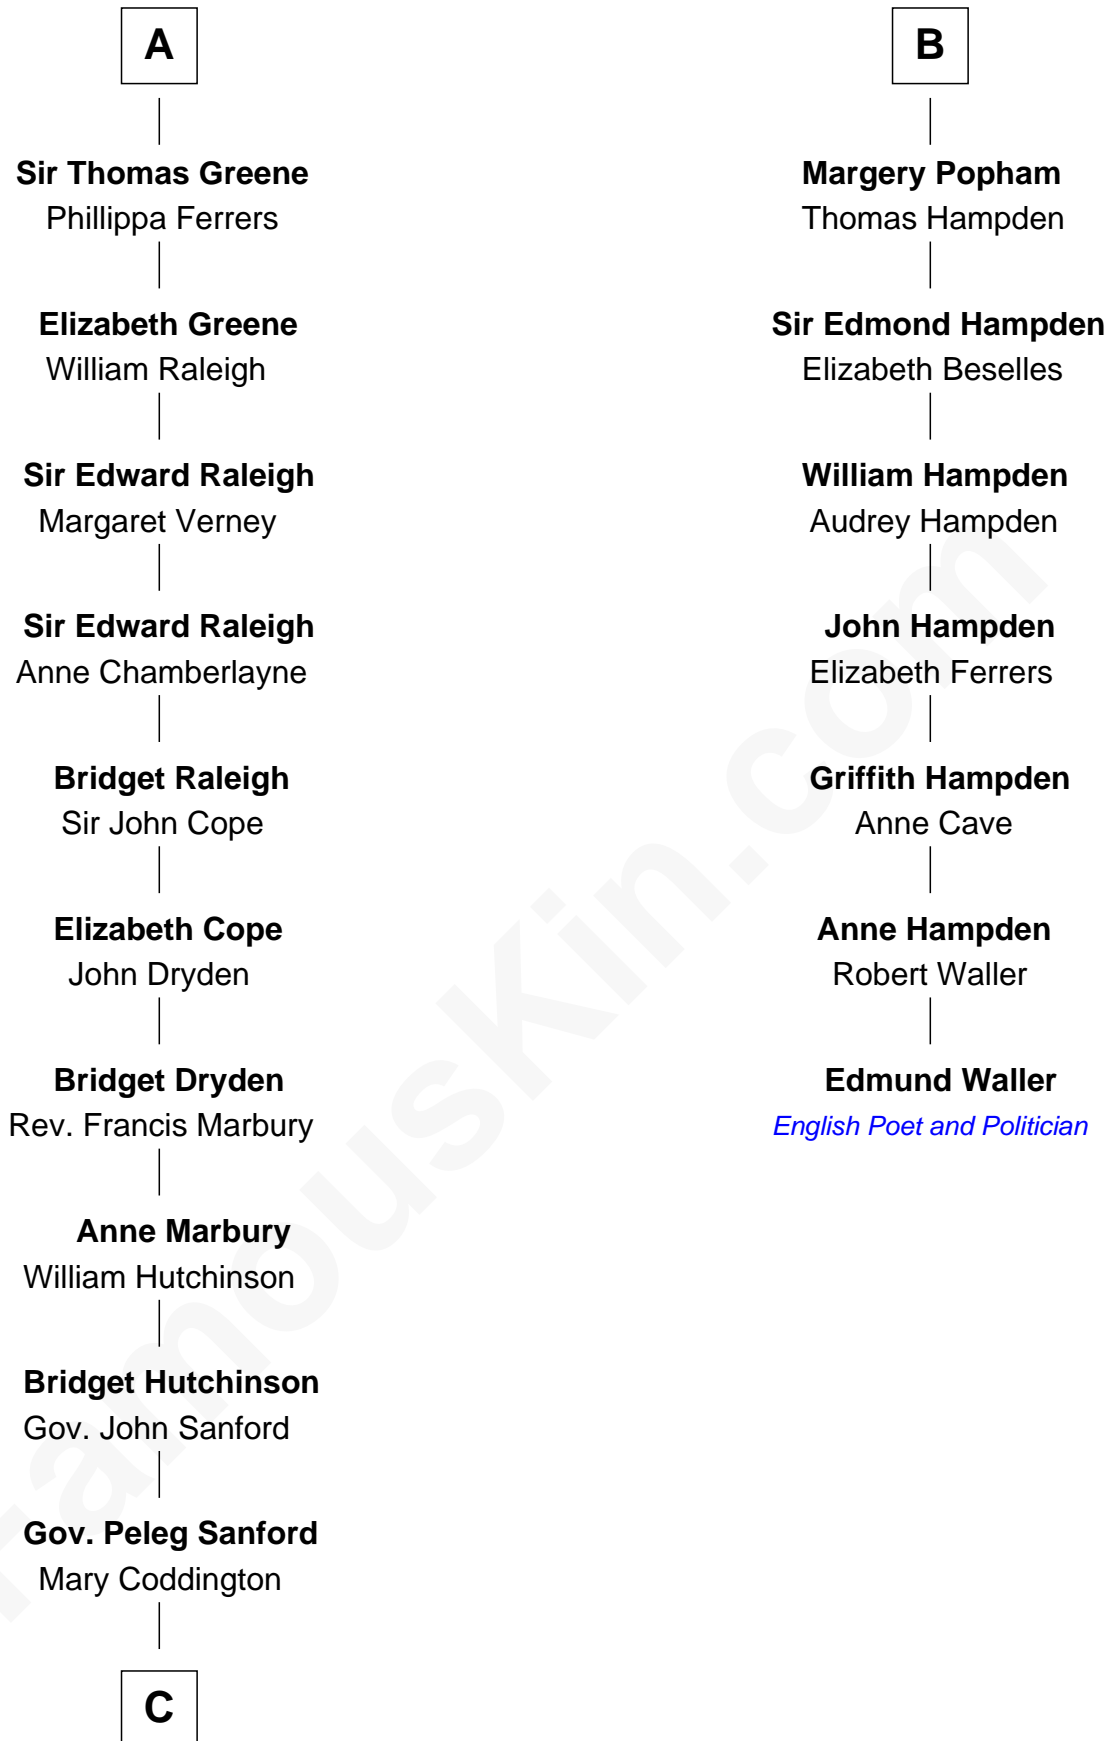 A
Sir Thomas Greene
Phillippa Ferrers
Elizabeth Greene
William Raleigh
Sir Edward Raleigh
Margaret Verney
Sir Edward Raleigh
Anne Chamberlayne
Bridget Raleigh
Sir John Cope
Elizabeth Cope
John Dryden
Bridget Dryden
Rev. Francis Marbury
Anne Marbury
William Hutchinson
Bridget Hutchinson
Gov. John Sanford
Gov. Peleg Sanford
Mary Coddington
C
B
Margery Popham
Thomas Hampden
Sir Edmond Hampden
Elizabeth Beselles
William Hampden
Audrey Hampden
John Hampden
Elizabeth Ferrers
Griffith Hampden
Anne Cave
Anne Hampden
Robert Waller
Edmund Waller
English Poet and Politician
FamousKin.com